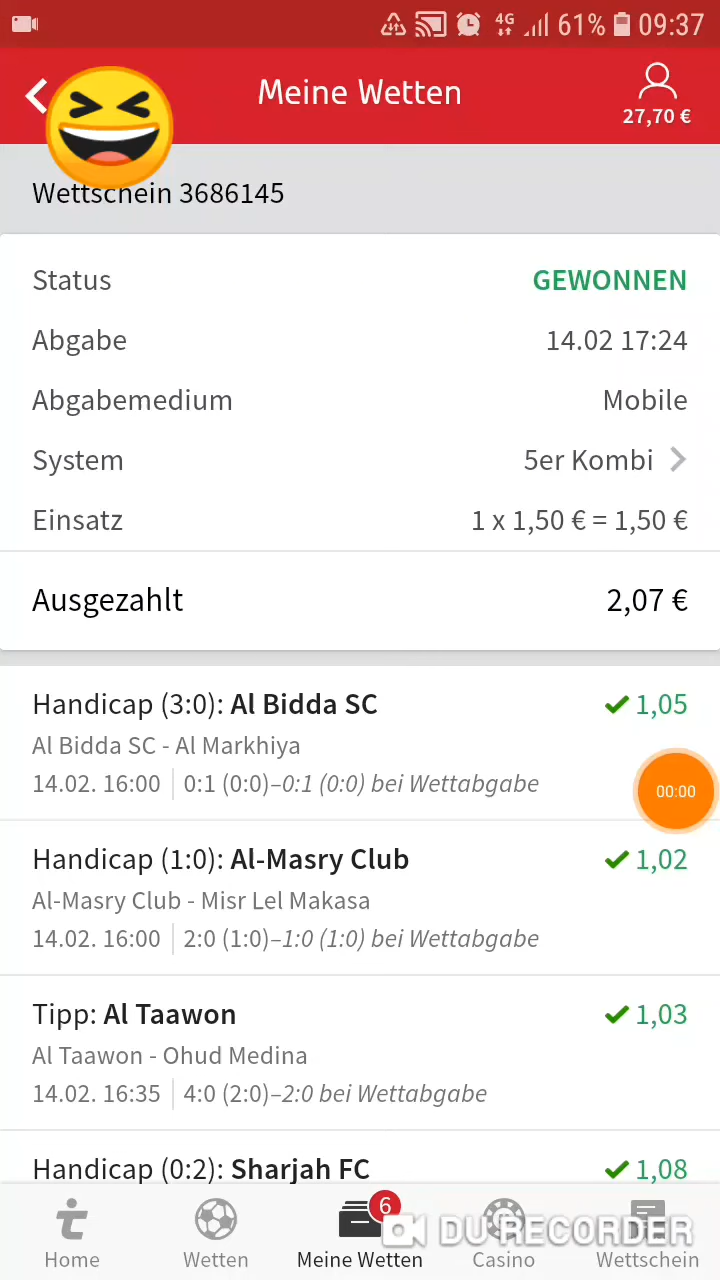 4G 61% 09:37
Meine Wetten
27,70 €
Wettschein 3686145
Status GEWONNEN
Abgabe 14.02 17:24
Abgabemedium Mobile
System 5er Kombi
Einsatz 1 x 1,50 € = 1,50 €
Ausgezahlt 2,07 €
Handicap (3:0): Al Bidda SC 1,05
Al Bidda SC - Al Markhiya
14.02. 16:00 0:1 (0:0)–0:1 (0:0) bei Wettabgabe
00:00
Handicap (1:0): Al-Masry Club 1,02
Al-Masry Club - Misr Lel Makasa
14.02. 16:00 2:0 (1:0)–1:0 (1:0) bei Wettabgabe
Tipp: Al Taawon 1,03
Al Taawon - Ohud Medina
14.02. 16:35 4:0 (2:0)–2:0 bei Wettabgabe
Handicap (0:2): Sharjah FC 1,08
6
DU RECORDER
Home Wetten Meine Wetten Casino Wettschein